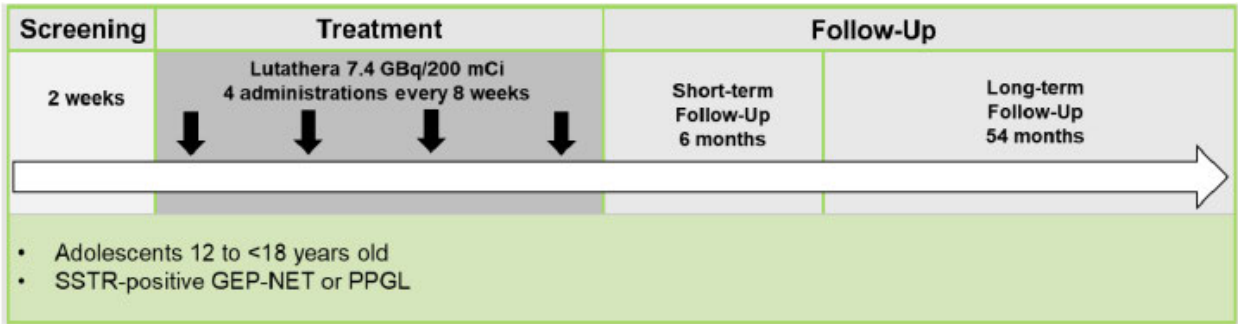 Screening
Treatment
Follow-Up
2 weeks
Lutathera 7.4 GBq/200 mCi
4 administrations every 8 weeks
Short-term
Follow-Up
6 months
Long-term
Follow-Up
54 months
• Adolescents 12 to <18 years old
• SSTR-positive GEP-NET or PPGL